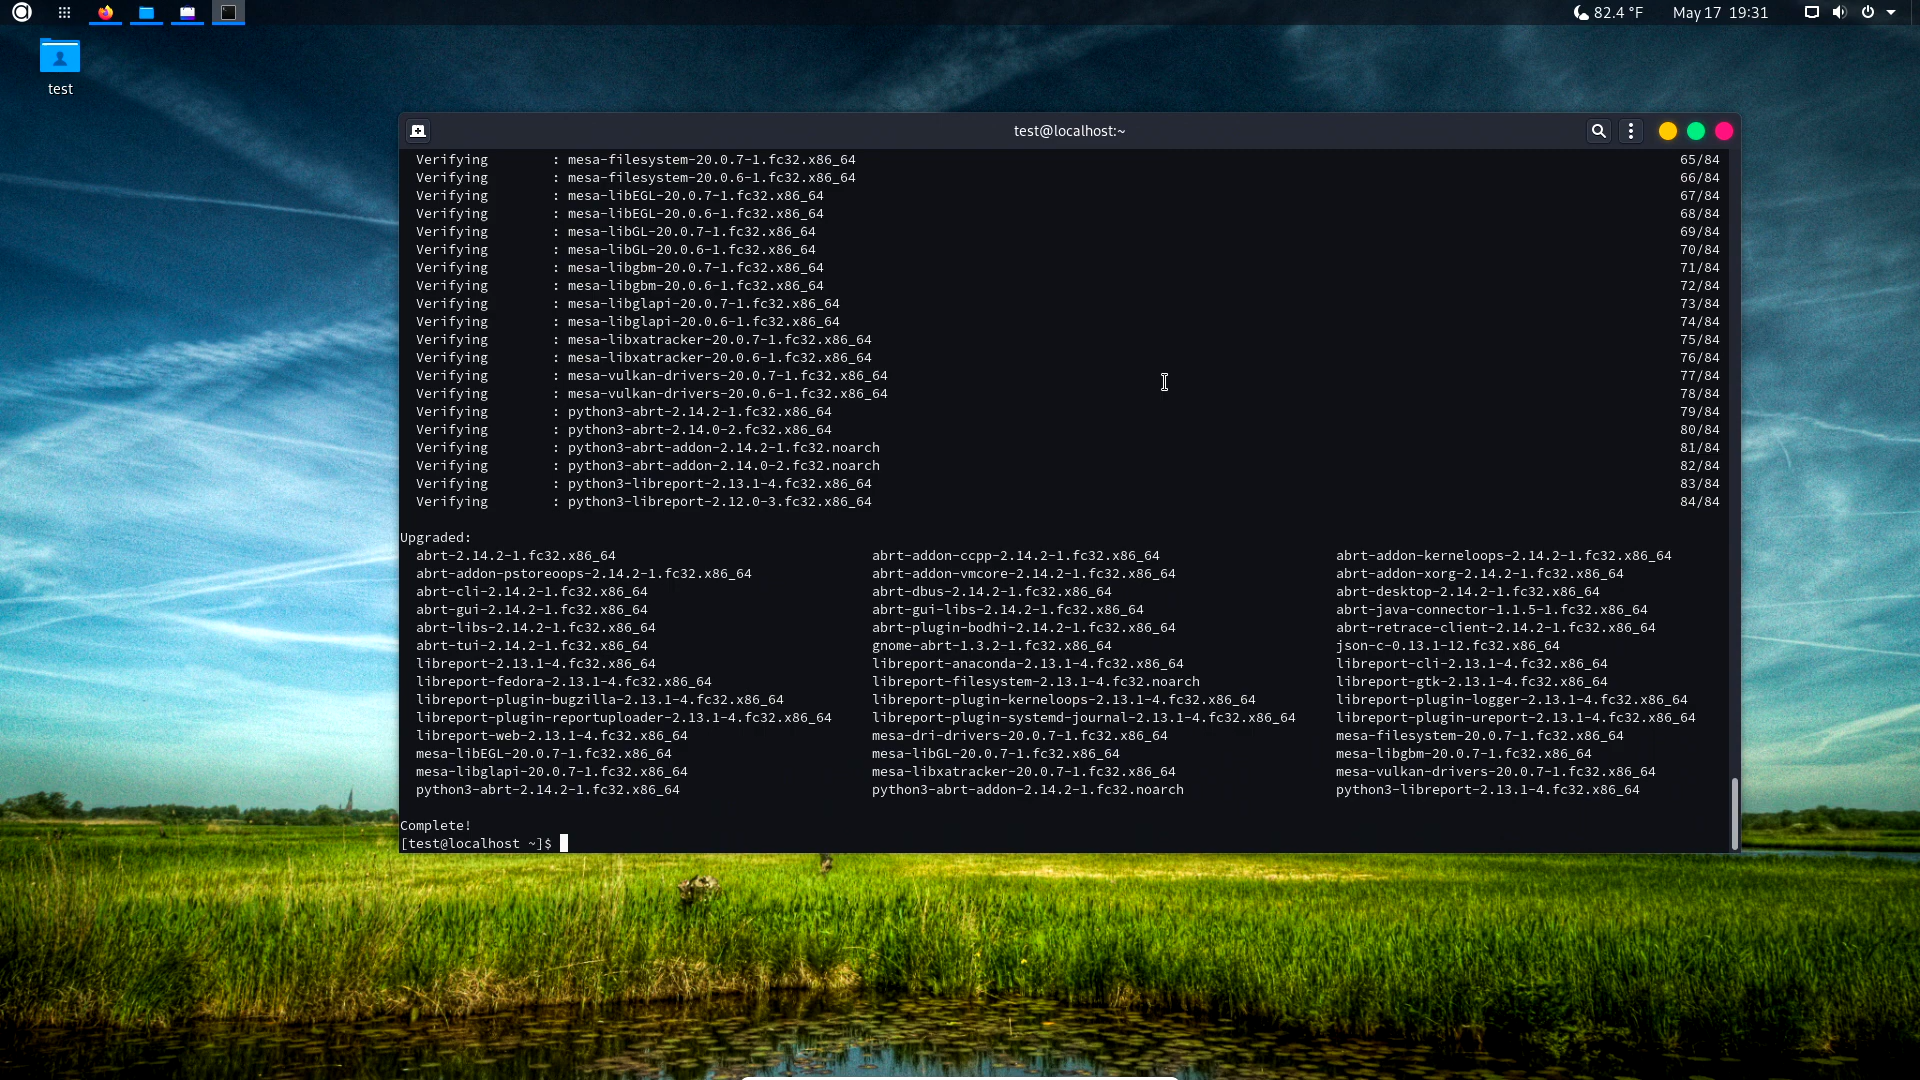 82.4 °F May 17 19:31
test
test@localhost:~
Verifying : mesa-filesystem-20.0.7-1.fc32.x86_64 65/84
Verifying : mesa-filesystem-20.0.6-1.fc32.x86_64 66/84
Verifying : mesa-libEGL-20.0.7-1.fc32.x86_64 67/84
Verifying : mesa-libEGL-20.0.6-1.fc32.x86_64 68/84
Verifying : mesa-libGL-20.0.7-1.fc32.x86_64 69/84
Verifying : mesa-libGL-20.0.6-1.fc32.x86_64 70/84
Verifying : mesa-libgbm-20.0.7-1.fc32.x86_64 71/84
Verifying : mesa-libgbm-20.0.6-1.fc32.x86_64 72/84
Verifying : mesa-libglapi-20.0.7-1.fc32.x86_64 73/84
Verifying : mesa-libglapi-20.0.6-1.fc32.x86_64 74/84
Verifying : mesa-libxatracker-20.0.7-1.fc32.x86_64 75/84
Verifying : mesa-libxatracker-20.0.6-1.fc32.x86_64 76/84
Verifying : mesa-vulkan-drivers-20.0.7-1.fc32.x86_64 77/84
Verifying : mesa-vulkan-drivers-20.0.6-1.fc32.x86_64 78/84
Verifying : python3-abrt-2.14.2-1.fc32.x86_64 79/84
Verifying : python3-abrt-2.14.0-2.fc32.x86_64 80/84
Verifying : python3-abrt-addon-2.14.2-1.fc32.noarch 81/84
Verifying : python3-abrt-addon-2.14.0-2.fc32.noarch 82/84
Verifying : python3-libreport-2.13.1-4.fc32.x86_64 83/84
Verifying : python3-libreport-2.12.0-3.fc32.x86_64 84/84
Upgraded:
abrt-2.14.2-1.fc32.x86_64 abrt-addon-ccpp-2.14.2-1.fc32.x86_64 abrt-addon-kerneloops-2.14.2-1.fc32.x86_64
abrt-addon-pstoreoops-2.14.2-1.fc32.x86_64 abrt-addon-vmcore-2.14.2-1.fc32.x86_64 abrt-addon-xorg-2.14.2-1.fc32.x86_64
abrt-cli-2.14.2-1.fc32.x86_64 abrt-dbus-2.14.2-1.fc32.x86_64 abrt-desktop-2.14.2-1.fc32.x86_64
abrt-gui-2.14.2-1.fc32.x86_64 abrt-gui-libs-2.14.2-1.fc32.x86_64 abrt-java-connector-1.1.5-1.fc32.x86_64
abrt-libs-2.14.2-1.fc32.x86_64 abrt-plugin-bodhi-2.14.2-1.fc32.x86_64 abrt-retrace-client-2.14.2-1.fc32.x86_64
abrt-tui-2.14.2-1.fc32.x86_64 gnome-abrt-1.3.2-1.fc32.x86_64 json-c-0.13.1-12.fc32.x86_64
libreport-2.13.1-4.fc32.x86_64 libreport-anaconda-2.13.1-4.fc32.x86_64 libreport-cli-2.13.1-4.fc32.x86_64
libreport-fedora-2.13.1-4.fc32.x86_64 libreport-filesystem-2.13.1-4.fc32.noarch libreport-gtk-2.13.1-4.fc32.x86_64
libreport-plugin-bugzilla-2.13.1-4.fc32.x86_64 libreport-plugin-kerneloops-2.13.1-4.fc32.x86_64 libreport-plugin-logger-2.13.1-4.fc32.x86_64
libreport-plugin-reportuploader-2.13.1-4.fc32.x86_64 libreport-plugin-systemd-journal-2.13.1-4.fc32.x86_64 libreport-plugin-ureport-2.13.1-4.fc32.x86_64
libreport-web-2.13.1-4.fc32.x86_64 mesa-dri-drivers-20.0.7-1.fc32.x86_64 mesa-filesystem-20.0.7-1.fc32.x86_64
mesa-libEGL-20.0.7-1.fc32.x86_64 mesa-libGL-20.0.7-1.fc32.x86_64 mesa-libgbm-20.0.7-1.fc32.x86_64
mesa-libglapi-20.0.7-1.fc32.x86_64 mesa-libxatracker-20.0.7-1.fc32.x86_64 mesa-vulkan-drivers-20.0.7-1.fc32.x86_64
python3-abrt-2.14.2-1.fc32.x86_64 python3-abrt-addon-2.14.2-1.fc32.noarch python3-libreport-2.13.1-4.fc32.x86_64
Complete!
[test@localhost ~]$